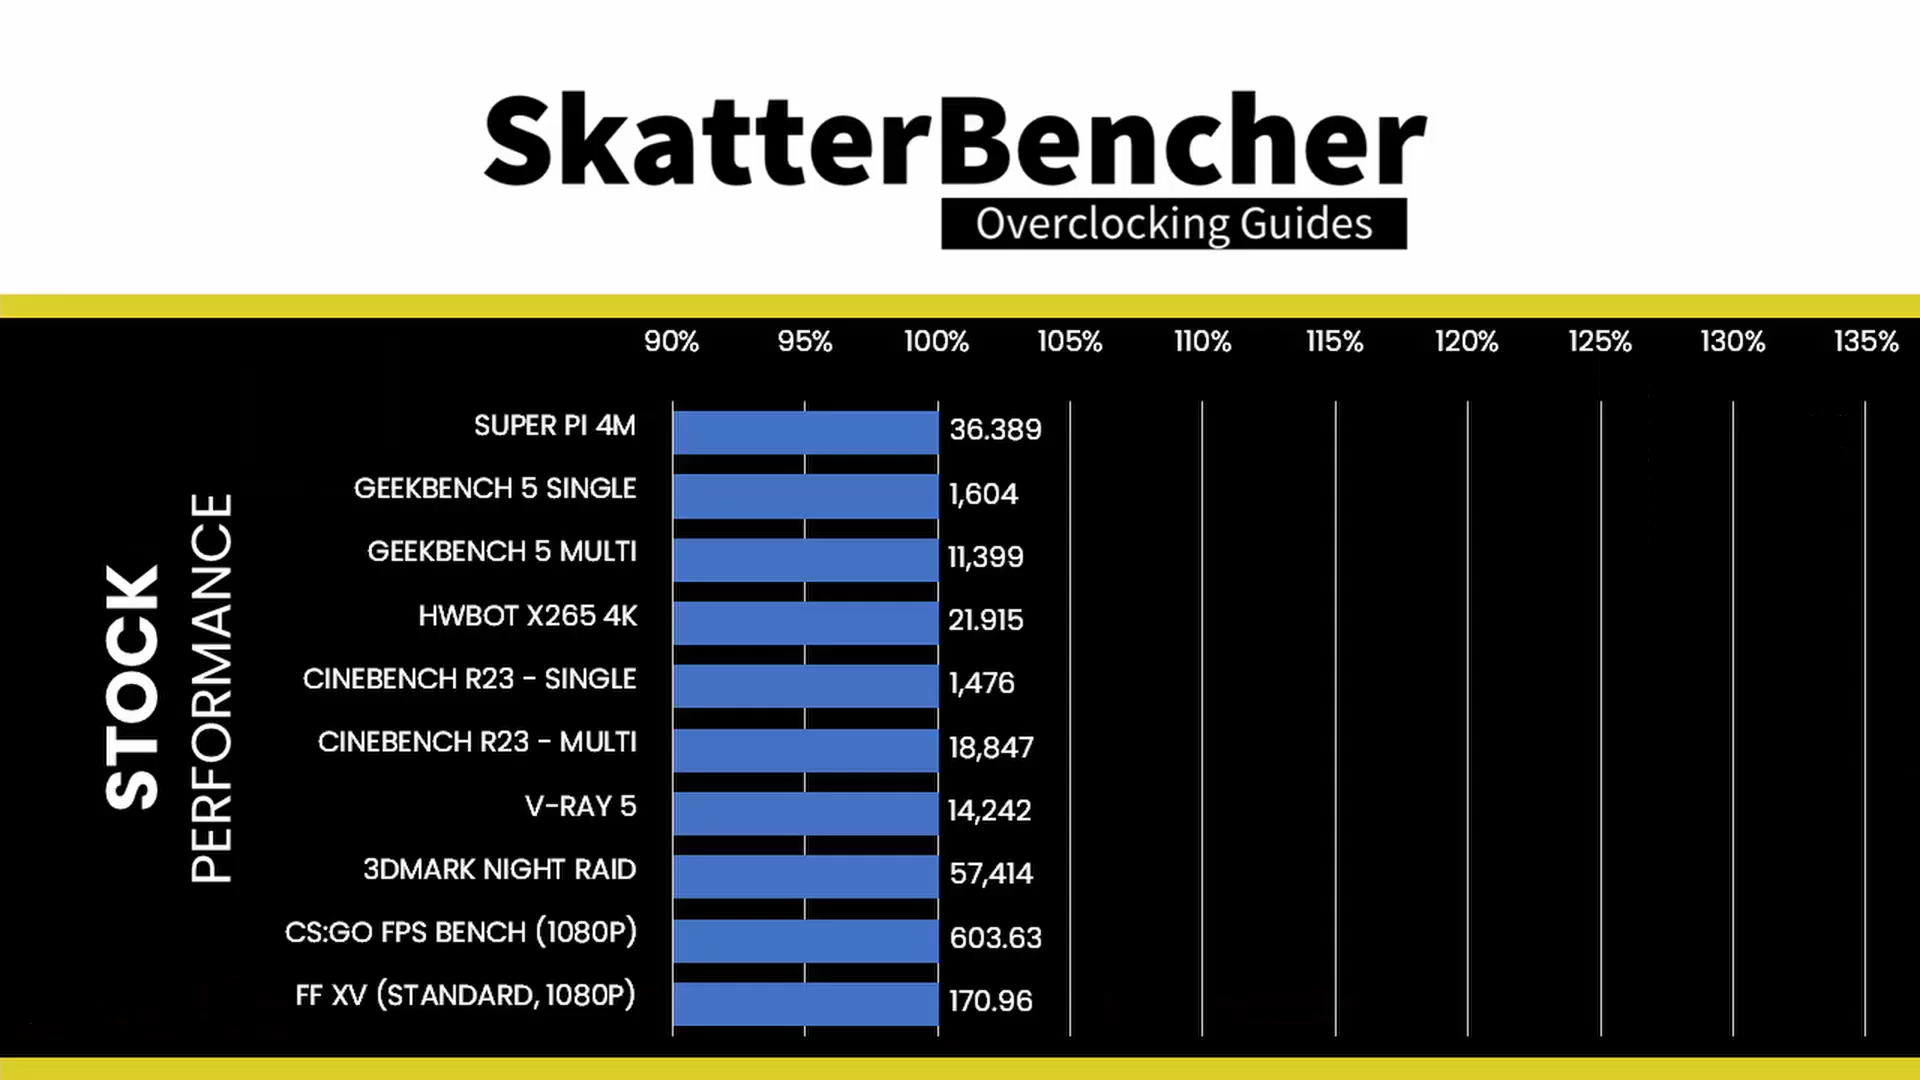 SkatterBencher
Overclocking Guides
90% 95% 100% 105% 110% 115% 120% 125% 130% 135%
STOCK
PERFORMANCE
SUPER PI 4M 36.389
GEEKBENCH 5 SINGLE 1,604
GEEKBENCH 5 MULTI 11,399
HWBOT X265 4K 21.915
CINEBENCH R23 - SINGLE 1,476
CINEBENCH R23 - MULTI 18,847
V-RAY 5 14,242
3DMARK NIGHT RAID 57,414
CS:GO FPS BENCH (1080P) 603.63
FF XV (STANDARD, 1080P) 170.96